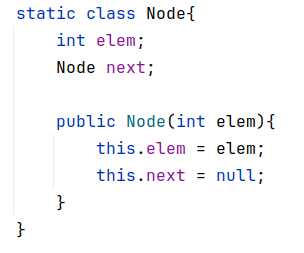 static class Node{
    int elem;
    Node next;

    public Node(int elem){
        this.elem = elem;
        this.next = null;
    }
}